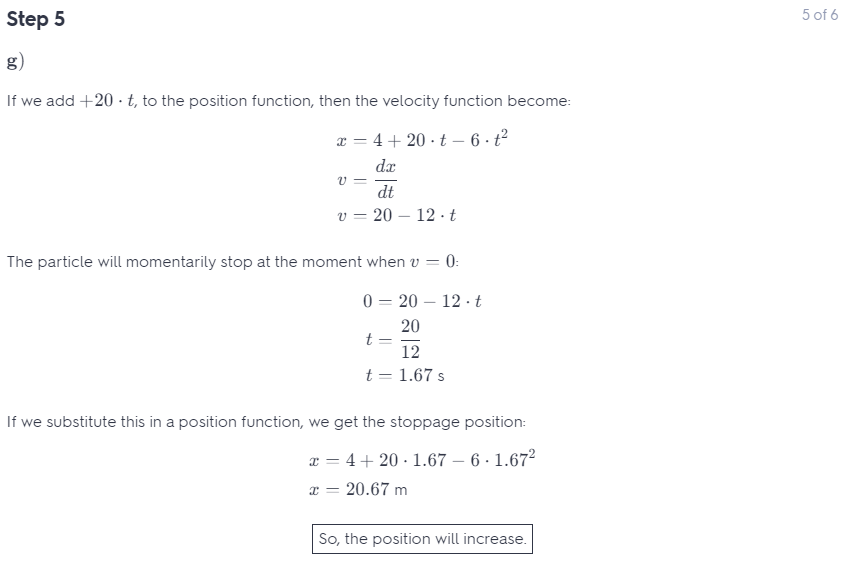 Step 5
5 of 6
g)
If we add +20 · t, to the position function, then the velocity function become:
x = 4 + 20 · t − 6 · t²
v = dx/dt
v = 20 − 12 · t
The particle will momentarily stop at the moment when v = 0:
0 = 20 − 12 · t
t = 20/12
t = 1.67 s
If we substitute this in a position function, we get the stoppage position:
x = 4 + 20 · 1.67 − 6 · 1.67²
x = 20.67 m
So, the position will increase.